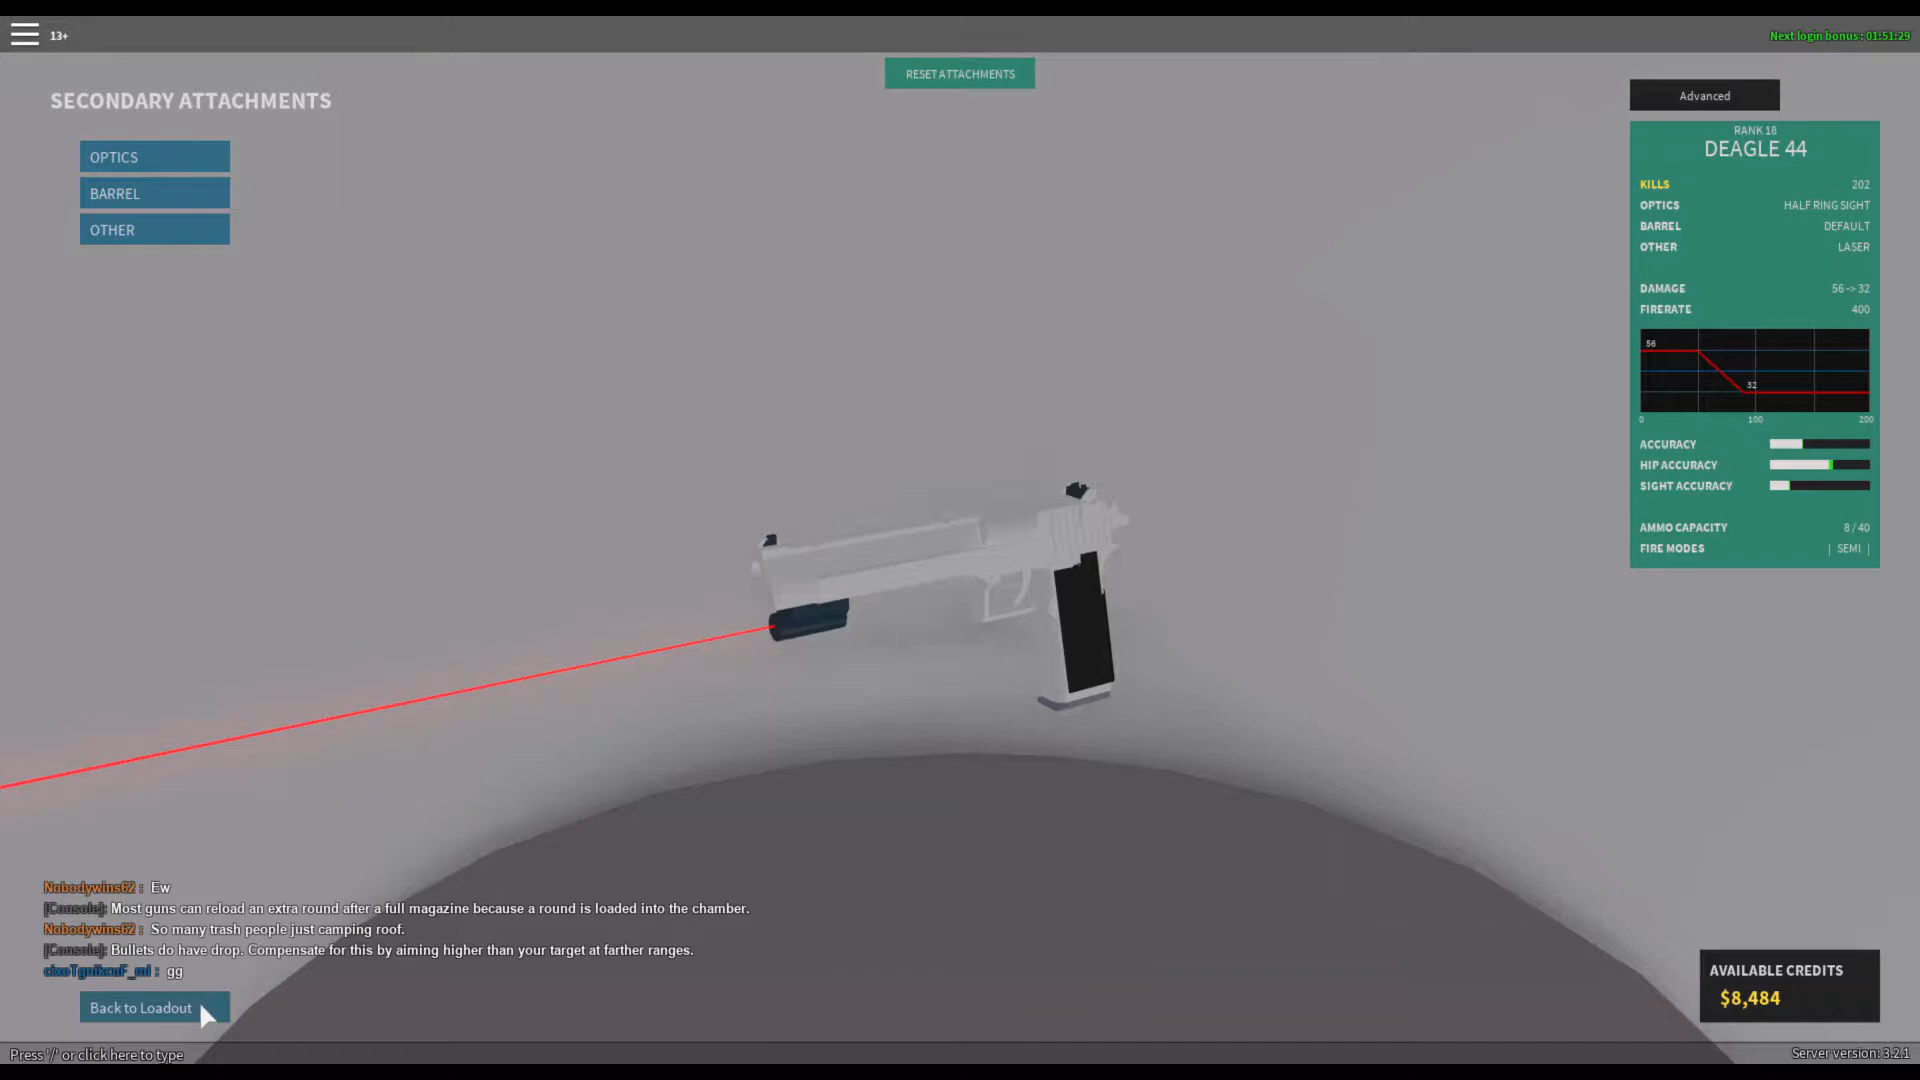 13+
Next login bonus : 01:51:29
RESET ATTACHMENTS
SECONDARY ATTACHMENTS
OPTICS
BARREL
OTHER
Advanced
RANK 18
DEAGLE 44
KILLS 202
OPTICS HALF RING SIGHT
BARREL DEFAULT
OTHER LASER
DAMAGE 56 -> 32
FIRERATE 400
56
32
0 100 200
ACCURACY
HIP ACCURACY
SIGHT ACCURACY
AMMO CAPACITY 8 / 40
FIRE MODES | SEMI |
Nobodywins62 : Ew
[Console]: Most guns can reload an extra round after a full magazine because a round is loaded into the chamber.
Nobodywins62 : So many trash people just camping roof.
[Console]: Bullets do have drop. Compensate for this by aiming higher than your target at farther ranges.
: gg
Back to Loadout
AVAILABLE CREDITS
$8,484
Press '/' or click here to type
Server version: 3.2.1